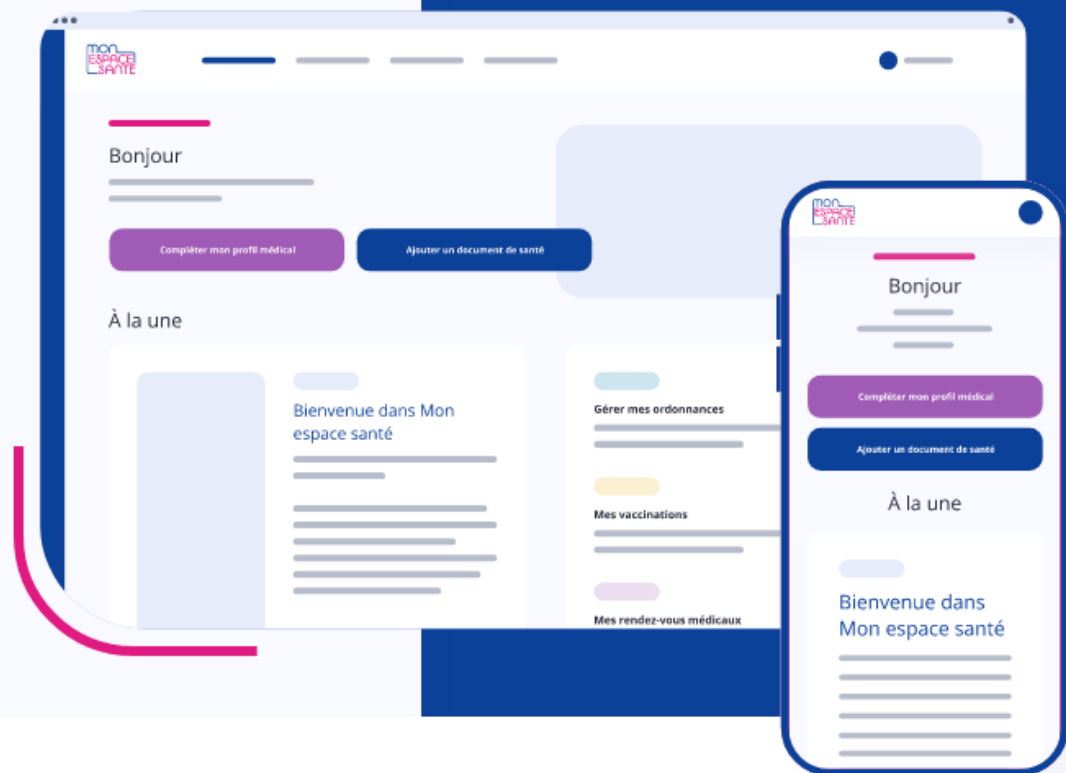 mon
ESPACE
SANTÉ
Bonjour
Compléter mon profil médical
Ajouter un document de santé
À la une
Bienvenue dans Mon
espace santé
Gérer mes ordonnances
Mes vaccinations
Mes rendez-vous médicaux
mon
ESPACE
SANTÉ
Bonjour
Compléter mon profil médical
Ajouter un document de santé
À la une
Bienvenue dans
Mon espace santé